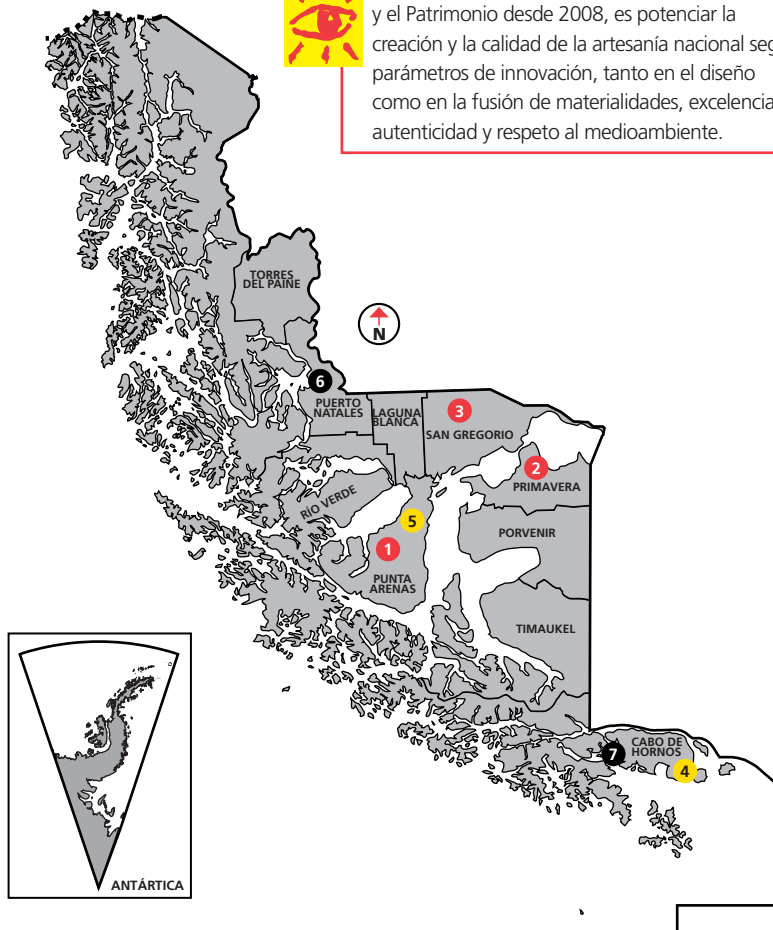 y el Patrimonio desde 2008, es potenciar la
creación y la calidad de la artesanía nacional seg
parámetros de innovación, tanto en el diseño
como en la fusión de materialidades, excelencia
autenticidad y respeto al medioambiente.
TORRES
DEL PAINE
N
6
PUERTO
NATALES
LAGUNA
BLANCA
3
SAN GREGORIO
2
PRIMAVERA
RÍO VERDE
5
PORVENIR
1
PUNTA
ARENAS
TIMAUKEL
CABO DE
HORNOS
7
4
ANTÁRTICA